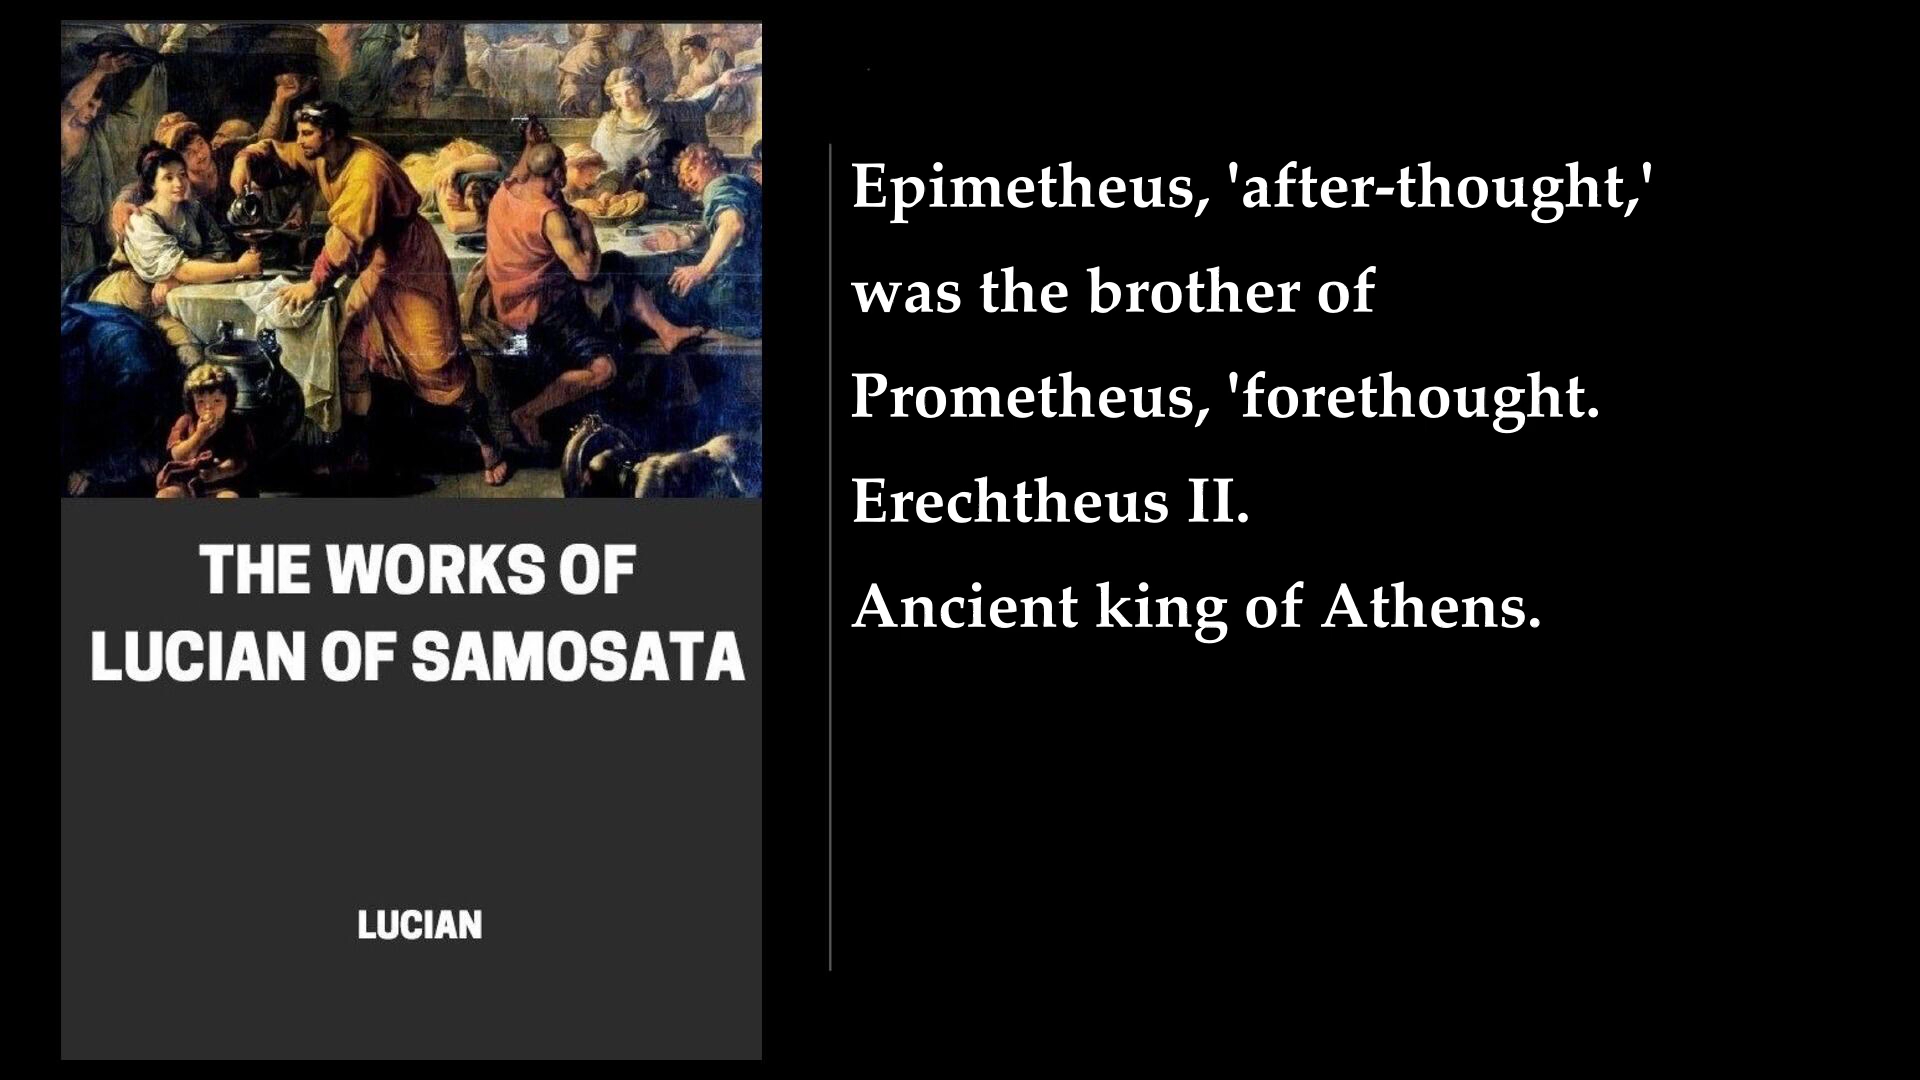 THE WORKS OF
LUCIAN OF SAMOSATA
LUCIAN
Epimetheus, 'after-thought,'
was the brother of
Prometheus, 'forethought.
Erechtheus II.
Ancient king of Athens.